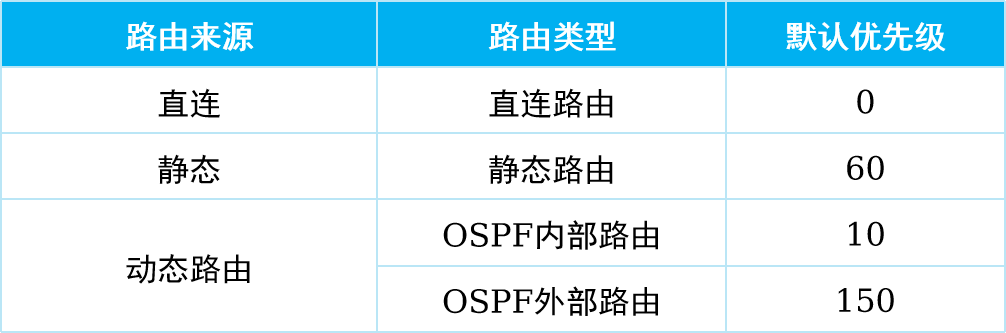 路由来源 路由类型 默认优先级
直连 直连路由 0
静态 静态路由 60
动态路由 OSPF内部路由 10
OSPF外部路由 150